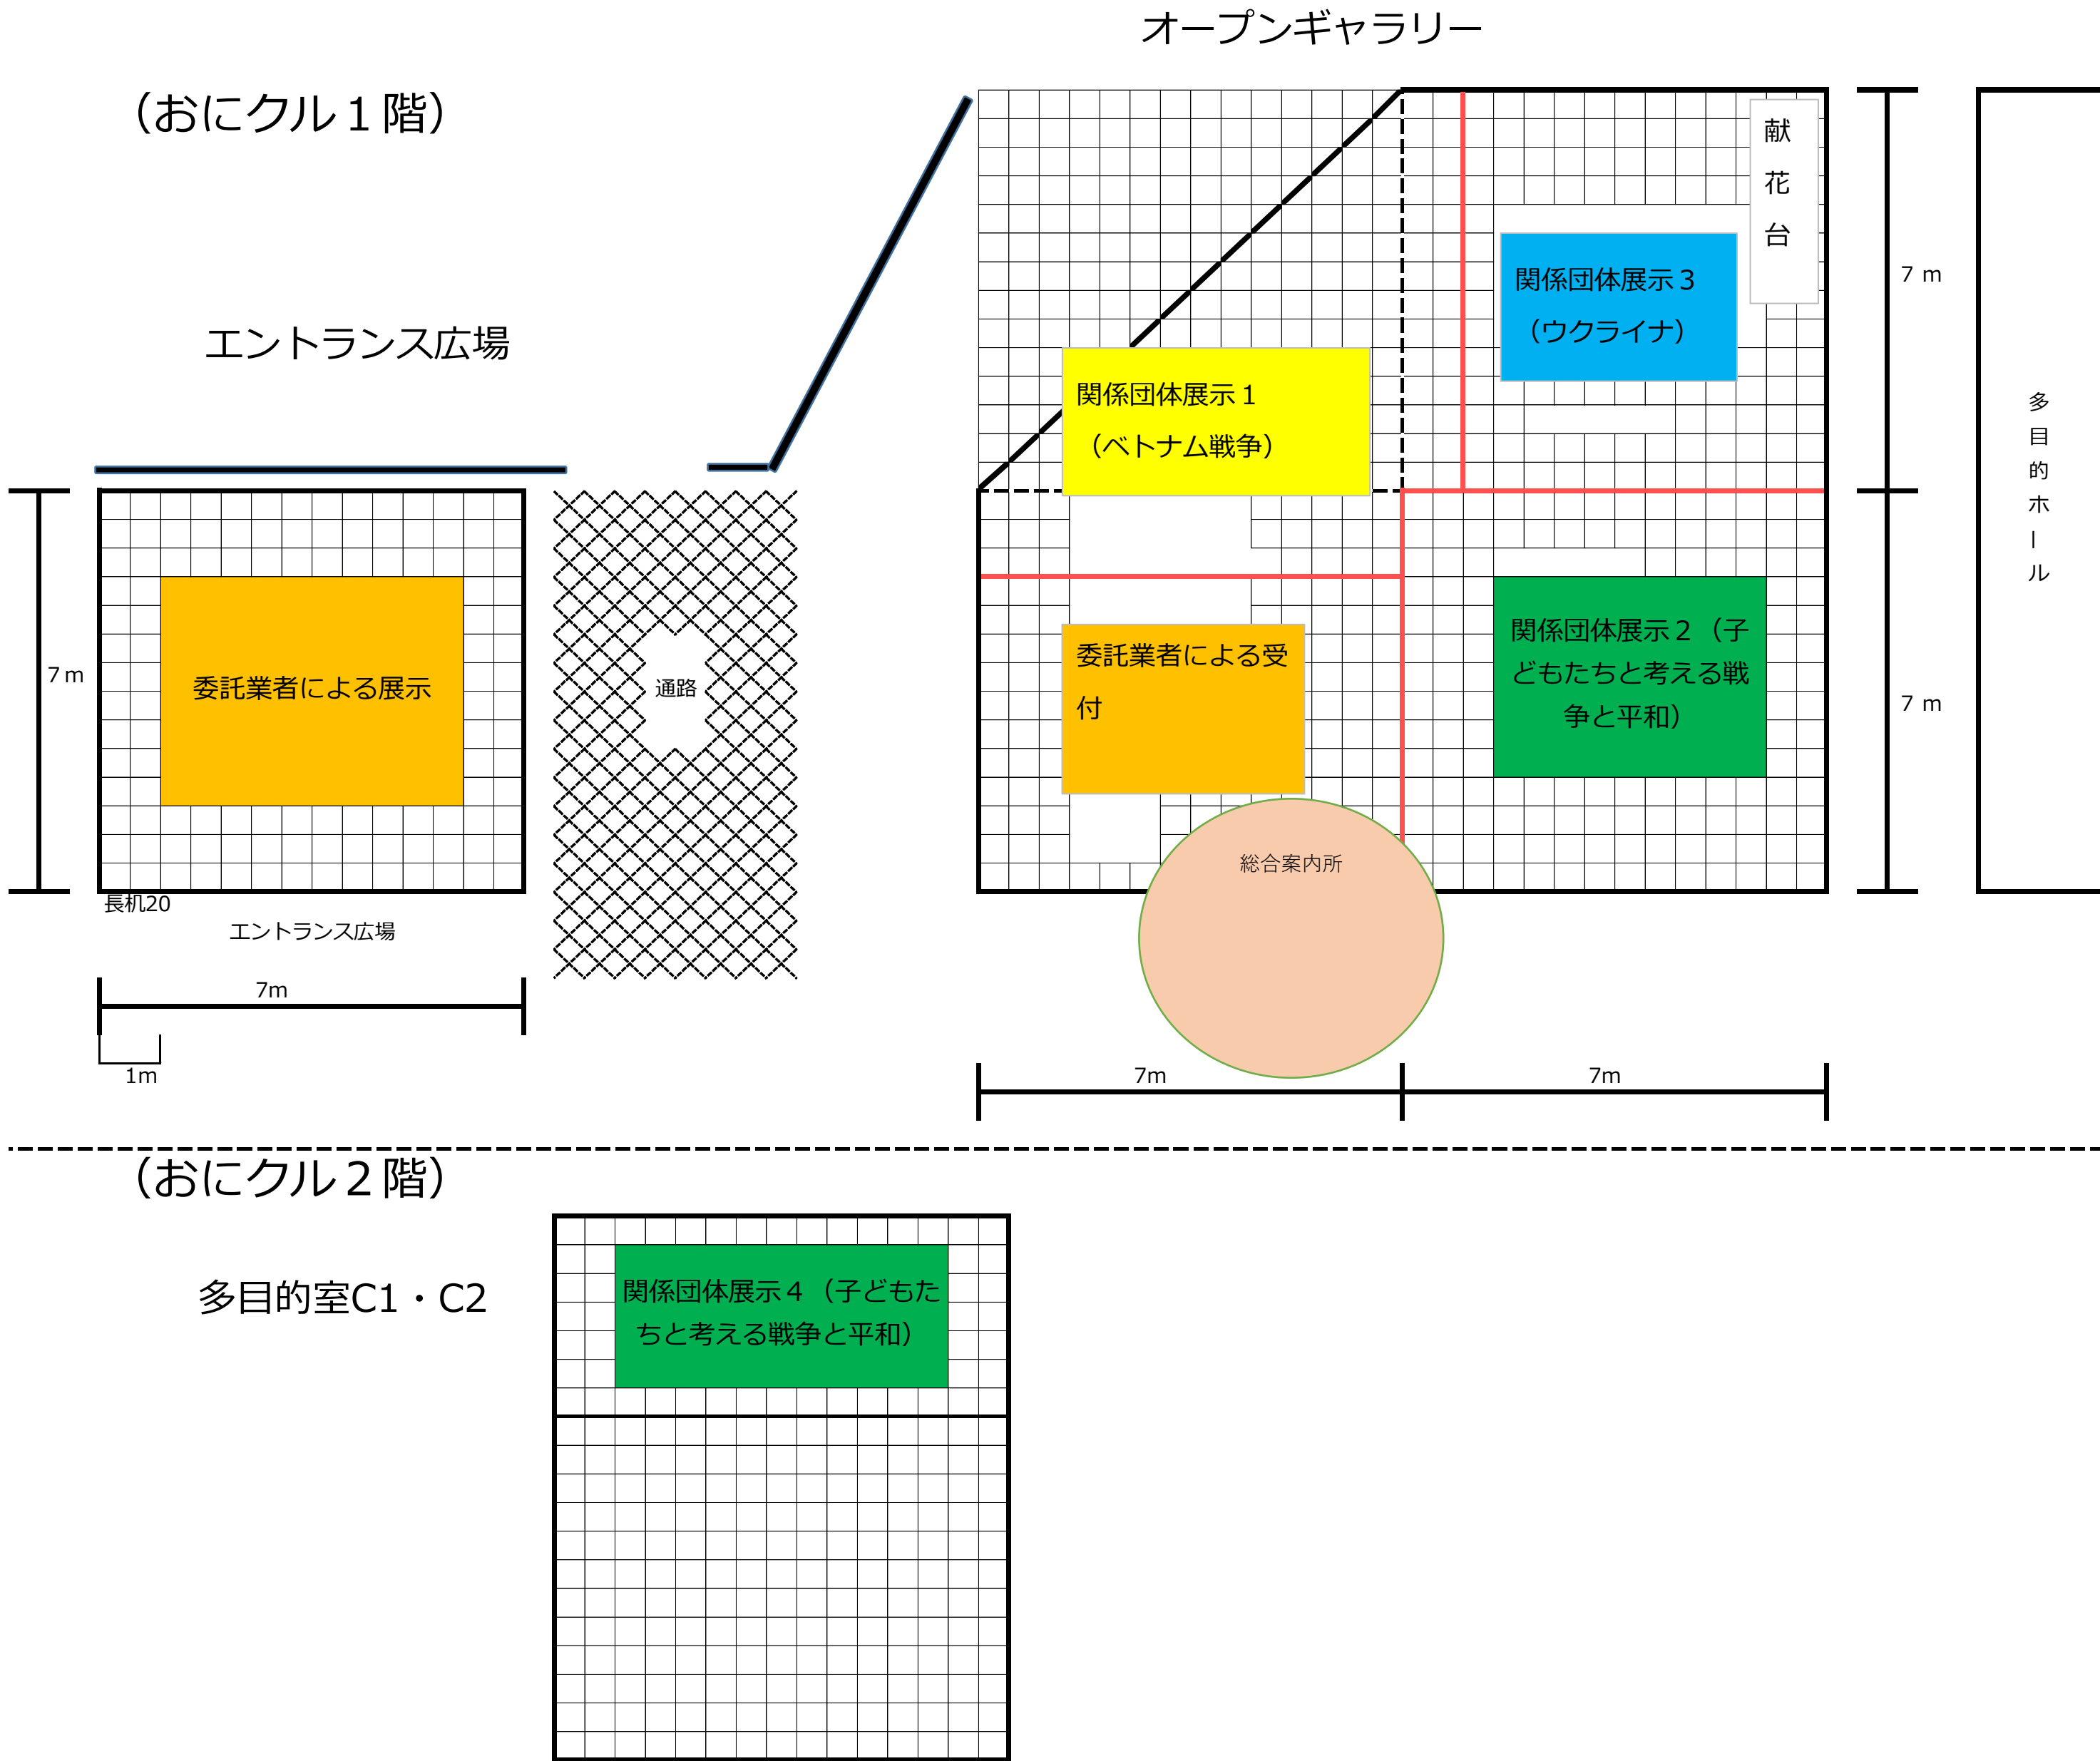 オープンギャラリー
（おにクル１階）
エントランス広場
献
花
台
関係団体展示３
（ウクライナ）
７ｍ
関係団体展示１
（ベトナム戦争）
多目的ホール
7ｍ
委託業者による展示
通路
委託業者による受
付
関係団体展示２（子
どもたちと考える戦
争と平和）
７ｍ
総合案内所
長机20
エントランス広場
7m
1m
7m
7m
（おにクル２階）
多目的室C1・C2
関係団体展示４（子どもた
ちと考える戦争と平和）